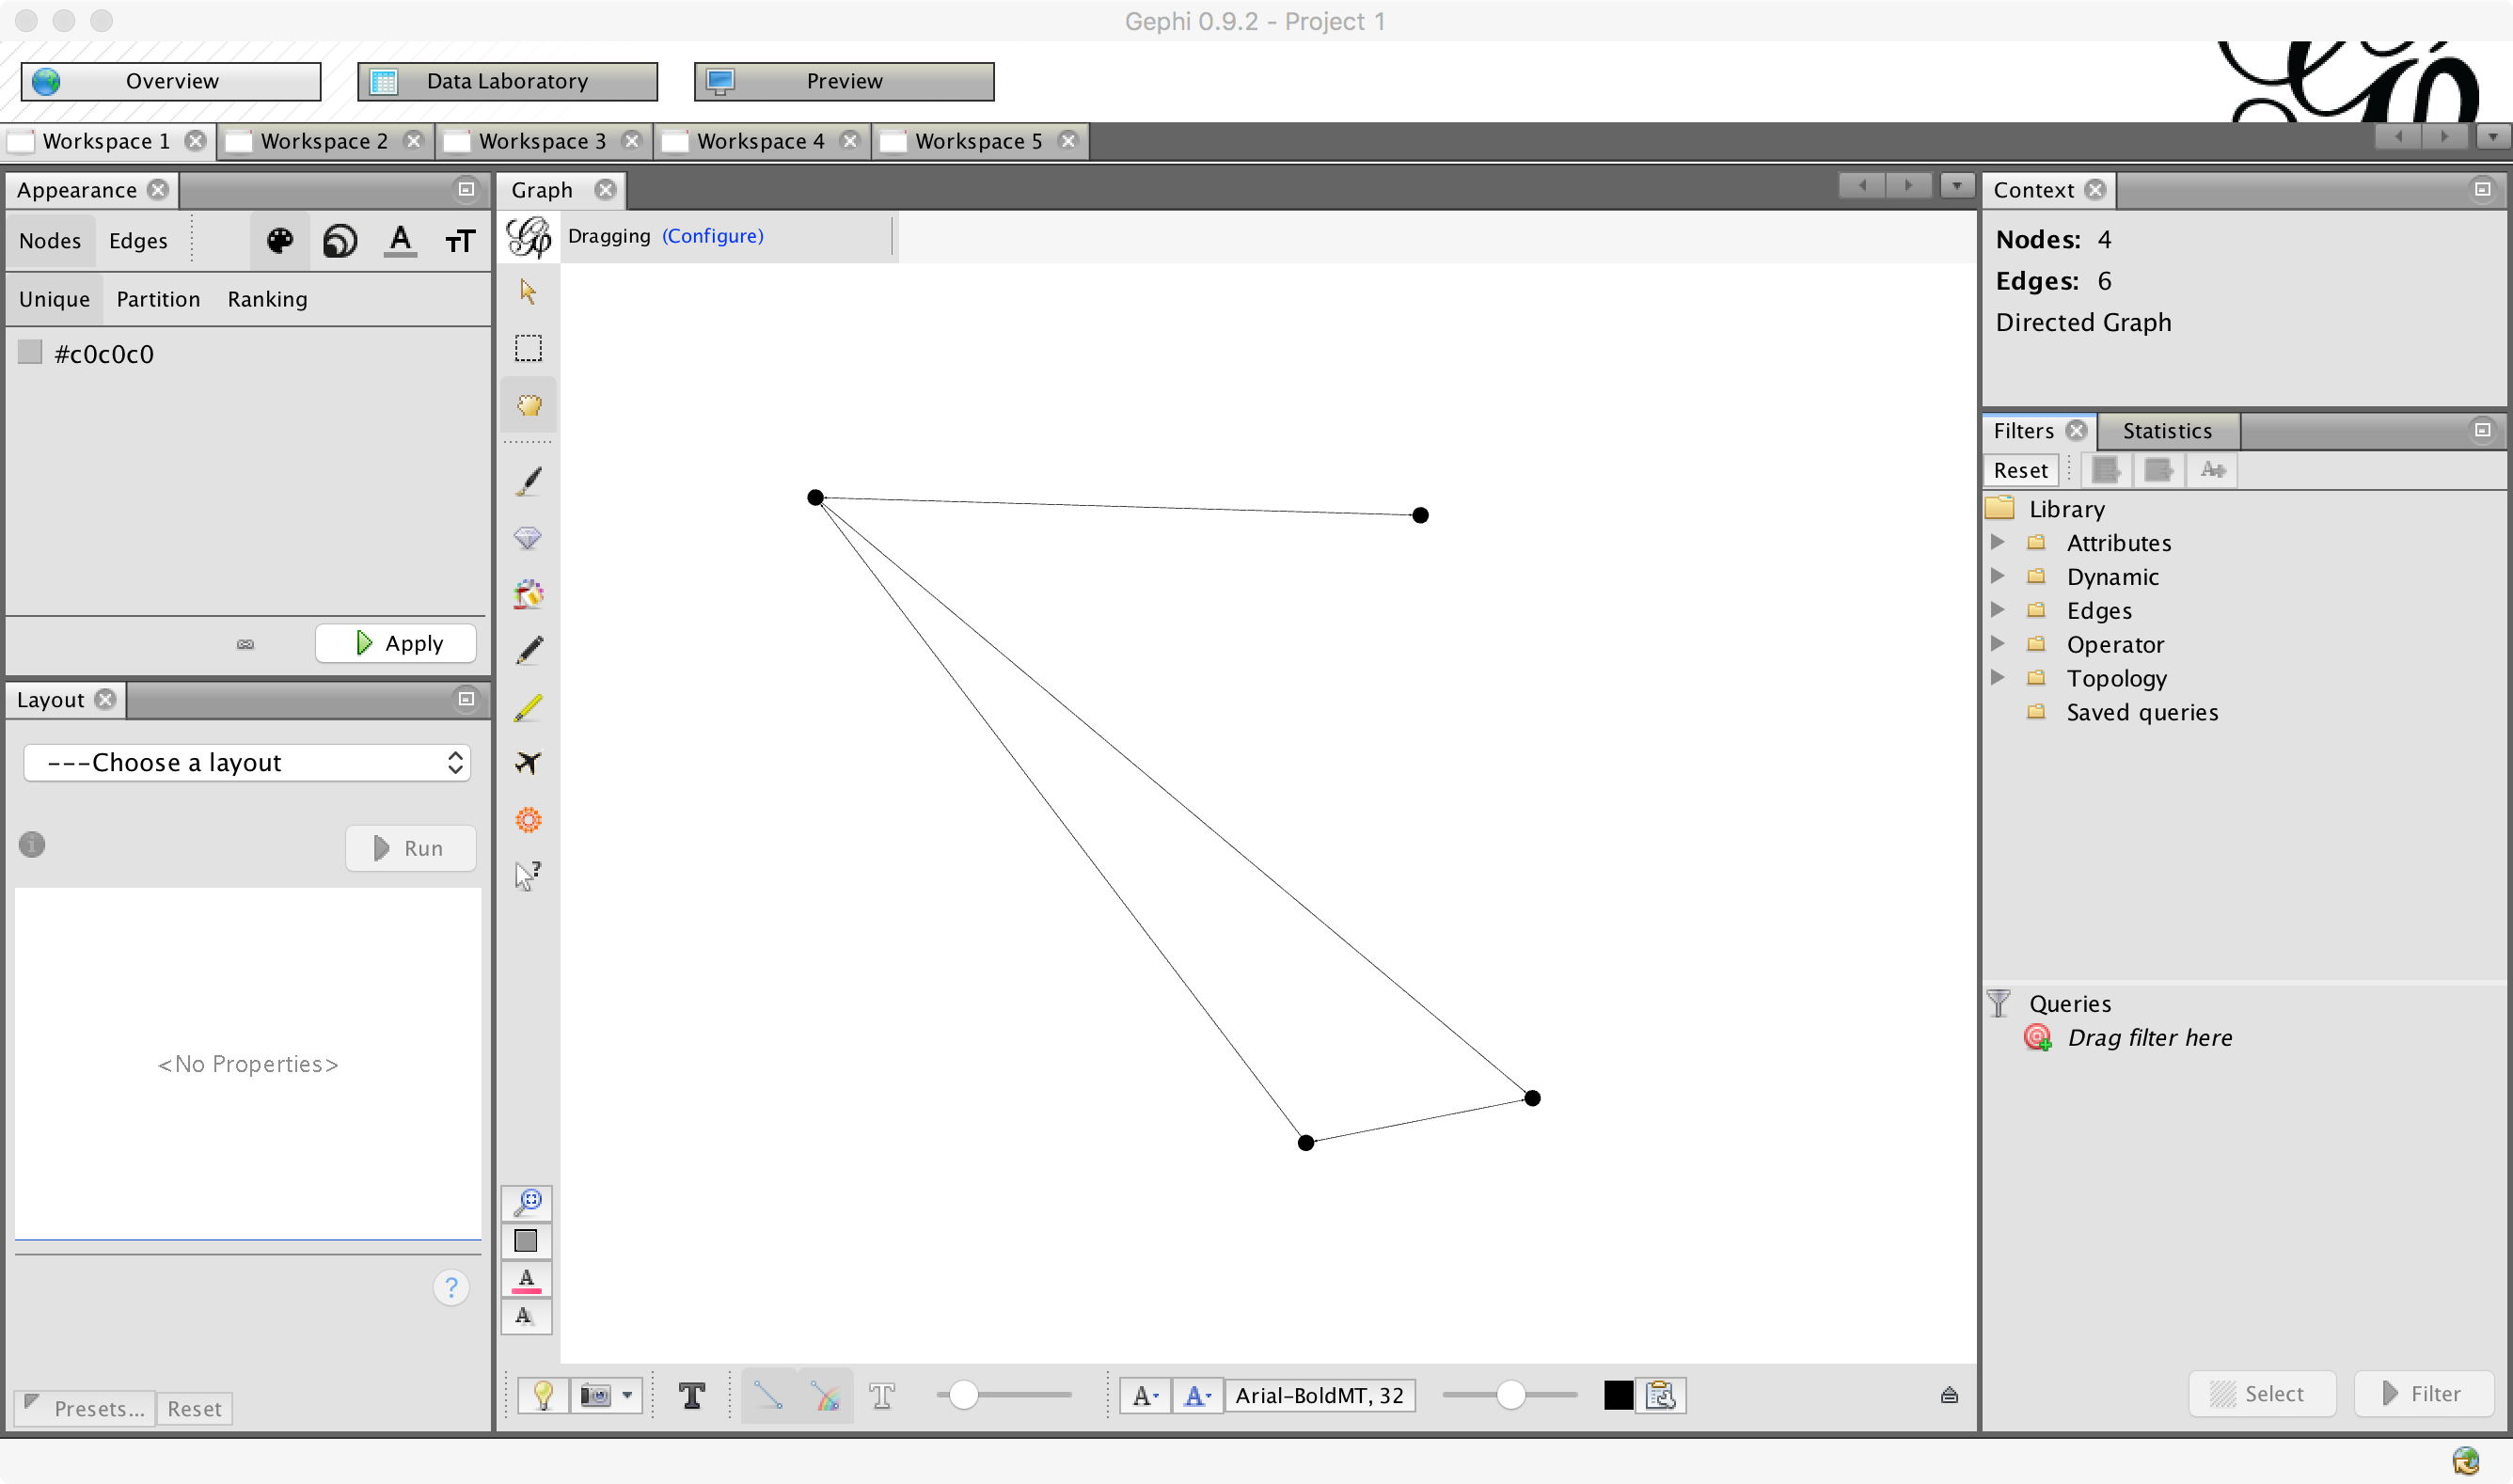 Gephi 0.9.2 - Project 1
Overview
Data Laboratory
Preview
Workspace 1
Workspace 2
Workspace 3
Workspace 4
Workspace 5
Appearance
Nodes
Edges
Unique
Partition
Ranking
#c0c0c0
Apply
Layout
---Choose a layout
Run
<No Properties>
?
Presets...
Reset
Graph
Dragging (Configure)
Arial-BoldMT, 32
Context
Nodes: 4
Edges: 6
Directed Graph
Filters
Statistics
Reset
Library
Attributes
Dynamic
Edges
Operator
Topology
Saved queries
Queries
Drag filter here
Select
Filter